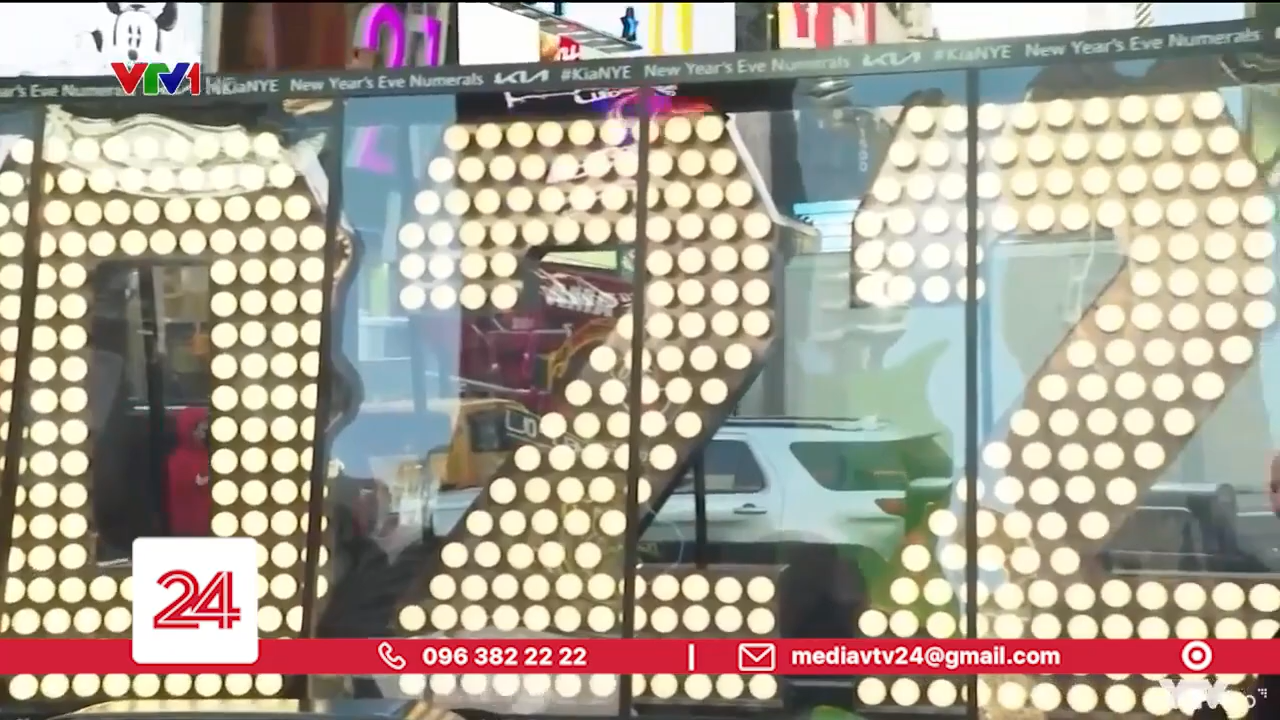 VTV1
New Year's Eve Numerals KIA #KiaNYE New Year's Eve Numerals KIA #KiaNYE New Year's Eve Numerals
022
24
096 382 22 22 | mediavtv24@gmail.com